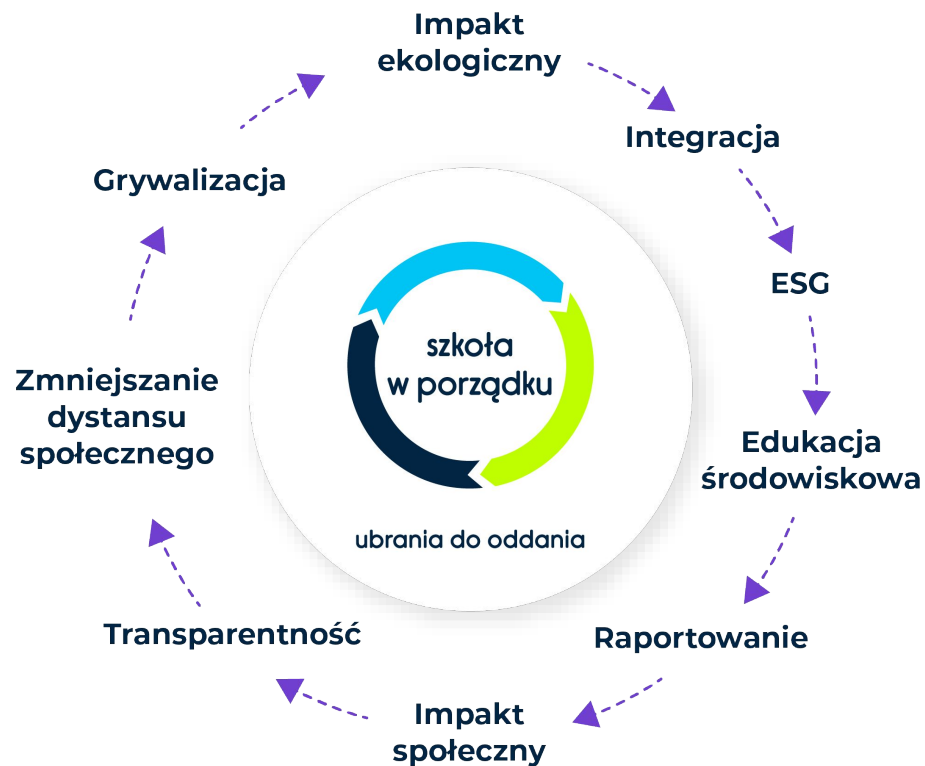 Impakt
ekologiczny
Integracja
ESG
Edukacja
środowiskowa
Raportowanie
Impakt
społeczny
Transparentność
Zmniejszanie
dystansu
społecznego
Grywalizacja
szkoła
w porządku
ubrania do oddania